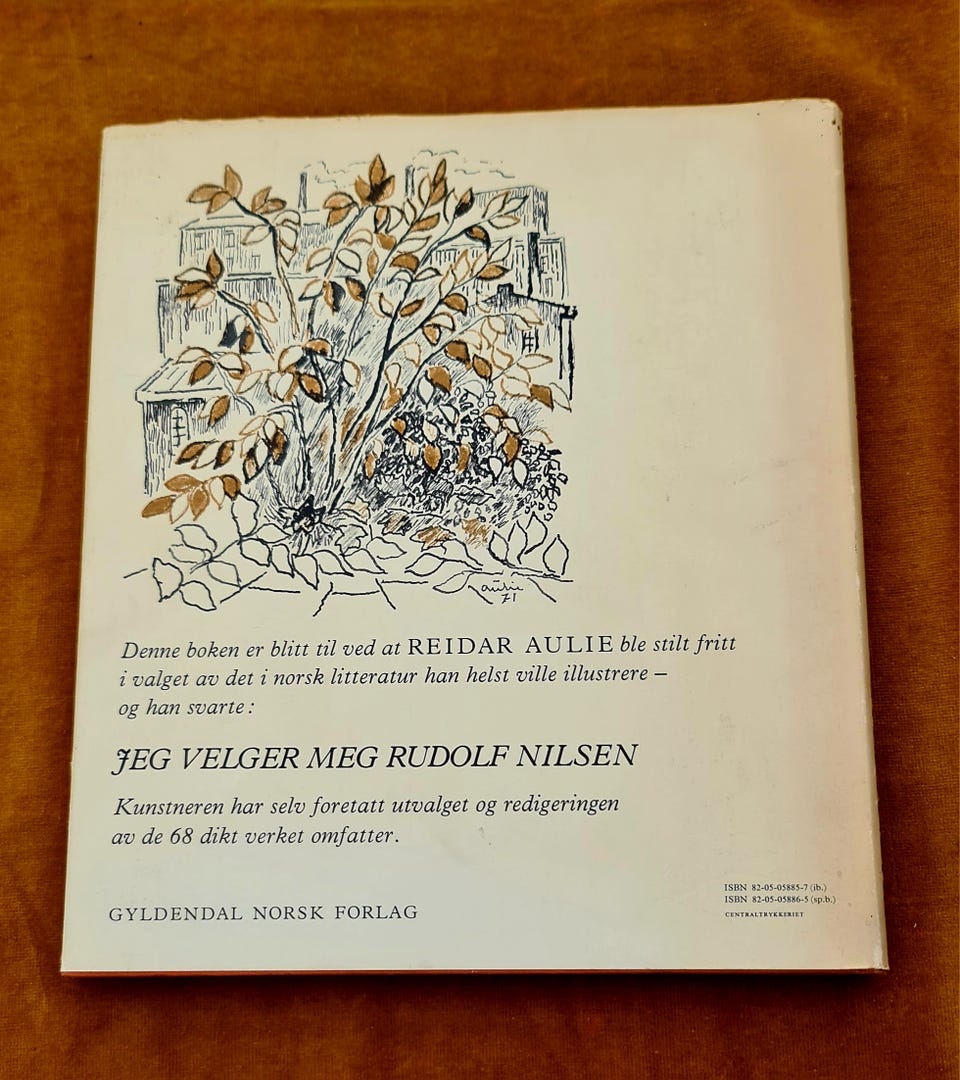 aulie
71
Denne boken er blitt til ved at REIDAR AULIE ble stilt fritt
i valget av det i norsk litteratur han helst ville illustrere –
og han svarte:
JEG VELGER MEG RUDOLF NILSEN
Kunstneren har selv foretatt utvalget og redigeringen
av de 68 dikt verket omfatter.
GYLDENDAL NORSK FORLAG
ISBN 82-05-05885-7 (ib.)
ISBN 82-05-05886-5 (sp.b.)
CENTRALTRYKKERIET